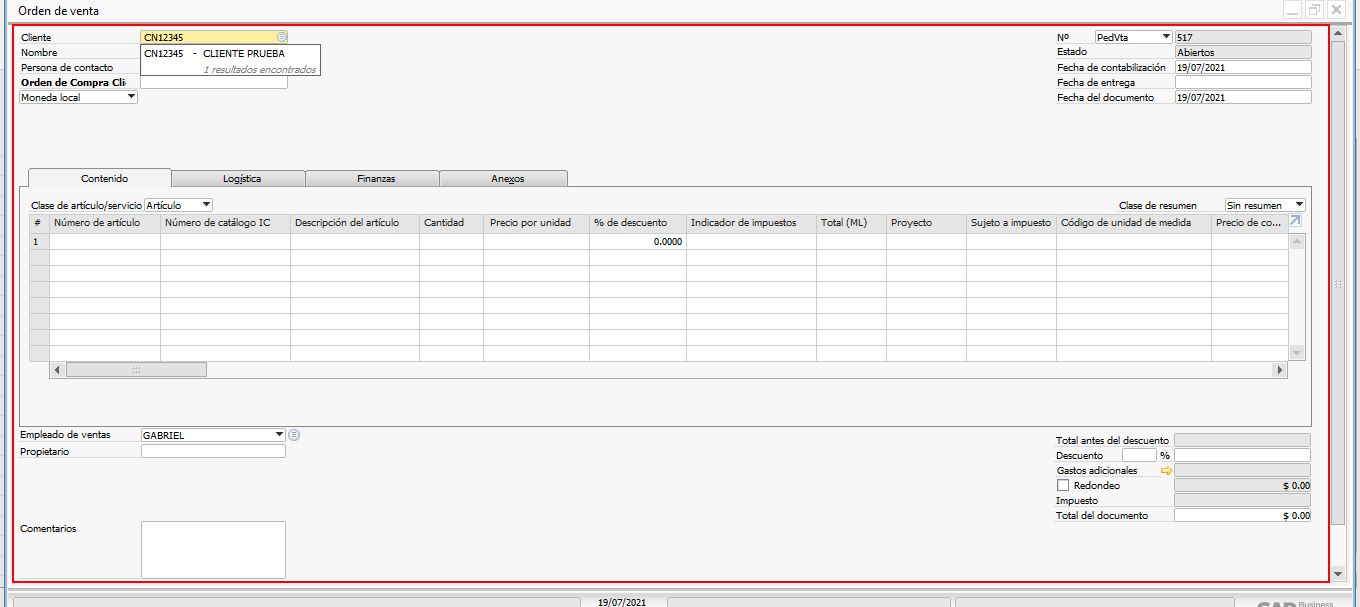 Orden de venta
Cliente CN12345
CN12345 - CLIENTE PRUEBA
1 resultados encontrados
Nombre
Persona de contacto
Orden de Compra Cli
Moneda local
Nº PedVta 517
Estado Abiertos
Fecha de contabilización 19/07/2021
Fecha de entrega
Fecha del documento 19/07/2021
Contenido Logística Finanzas Anexos
Clase de artículo/servicio Artículo Clase de resumen Sin resumen
# Número de artículo Número de catálogo IC Descripción del artículo Cantidad Precio por unidad % de descuento Indicador de impuestos Total (ML) Proyecto Sujeto a impuesto Código de unidad de medida Precio de co...
1 0.0000
Empleado de ventas GABRIEL
Propietario
Comentarios
Total antes del descuento
Descuento %
Gastos adicionales
Redondeo $ 0.00
Impuesto
Total del documento $ 0.00
19/07/2021
Business